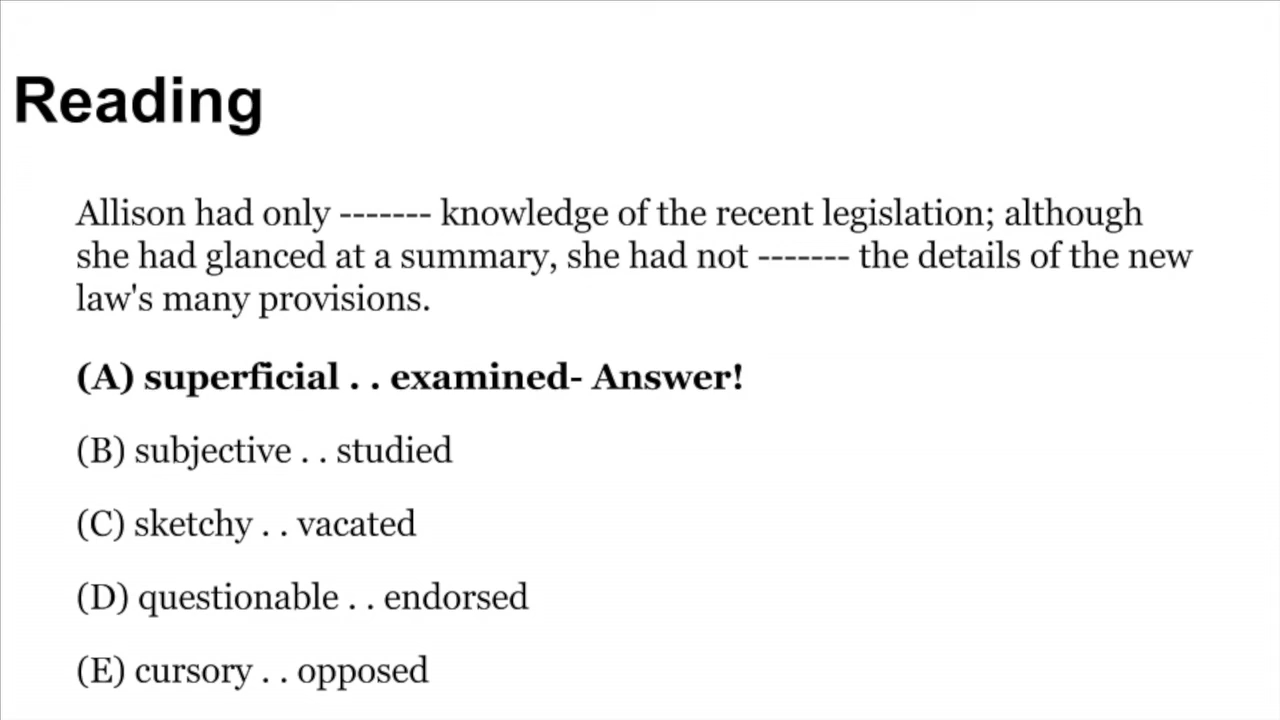 Reading
Allison had only ------- knowledge of the recent legislation; although
she had glanced at a summary, she had not ------- the details of the new
law's many provisions.
(A) superficial . . examined- Answer!
(B) subjective . . studied
(C) sketchy . . vacated
(D) questionable . . endorsed
(E) cursory . . opposed